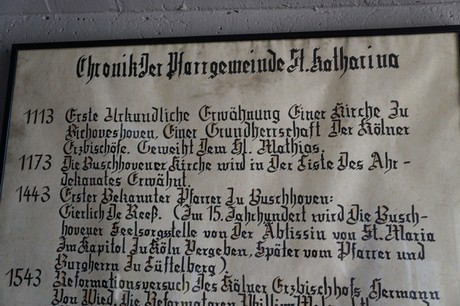 Chronik Der Pfarrgemeinde St. Katharina
1113 Erste Urkundliche Erwähnung Einer Kirche Zu
Bichoveshoven, Einer Grundherrschaft Der Kölner
Erzbischöfe. Geweiht Dem Hl. Mathias.
1173 Die Buschhovener Kirche wird in Der Liste Des Ahr-
dekanates Erwähnt.
1443 Erster Bekannter Pfarrer Zu Buschhoven:
Gierlich De Reeß. (Im 15. Jahrhundert wird Die Busch-
hovener Seelsorgsstelle von Der Äbtissin von St. Maria
Im Kapitol Zu Köln Vergeben, Später vom Pfarrer und
Burgherrn Zu Lüftelberg).
1543 Reformationsversuch Des Kölner Erzbischofs, Hermann
Von Wied. Die Reformatoren Phillipp